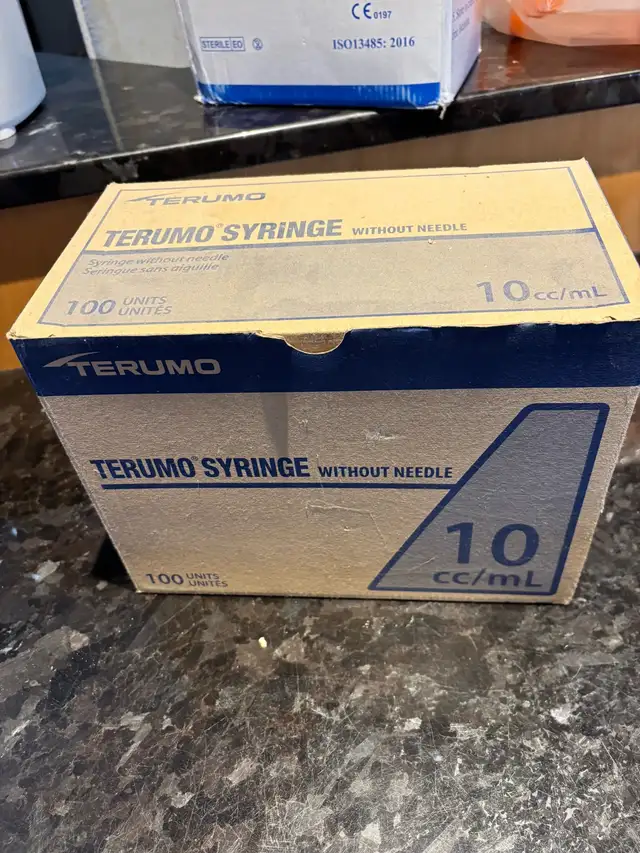 CE 0197
STERILE EO
ISO13485: 2016
TERUMO
TERUMO® SYRINGE WITHOUT NEEDLE
Syringe without needle
Seringue sans aiguille
100 UNITS
UNITÉS
10 cc/mL
TERUMO
TERUMO® SYRINGE WITHOUT NEEDLE
10
cc/mL
100 UNITS
UNITÉS